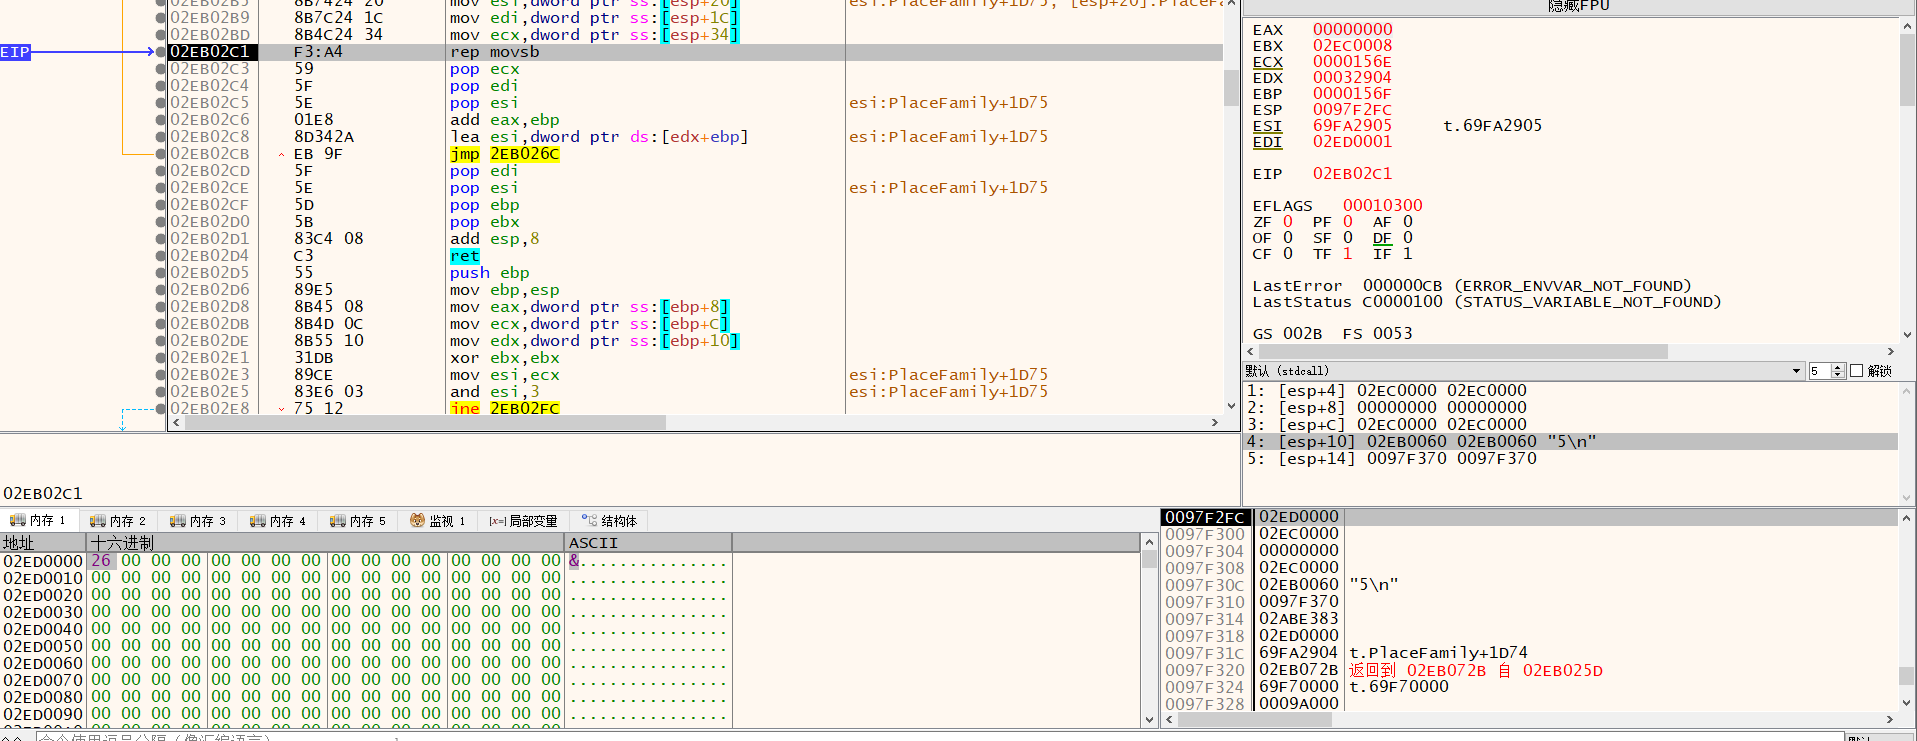 02EB02B5 8B7424 20 mov esi,dword ptr ss:[esp+20] esi:PlaceFamily+1D75, [esp+20]:PlaceFa
02EB02B9 8B7C24 1C mov edi,dword ptr ss:[esp+1C]
02EB02BD 8B4C24 34 mov ecx,dword ptr ss:[esp+34]
EIP 02EB02C1 F3:A4 rep movsb
02EB02C3 59 pop ecx
02EB02C4 5F pop edi
02EB02C5 5E pop esi esi:PlaceFamily+1D75
02EB02C6 01E8 add eax,ebp
02EB02C8 8D342A lea esi,dword ptr ds:[edx+ebp] esi:PlaceFamily+1D75
02EB02CB EB 9F jmp 2EB026C
02EB02CD 5F pop edi
02EB02CE 5E pop esi esi:PlaceFamily+1D75
02EB02CF 5D pop ebp
02EB02D0 5B pop ebx
02EB02D1 83C4 08 add esp,8
02EB02D4 C3 ret
02EB02D5 55 push ebp
02EB02D6 89E5 mov ebp,esp
02EB02D8 8B45 08 mov eax,dword ptr ss:[ebp+8]
02EB02DB 8B4D 0C mov ecx,dword ptr ss:[ebp+C]
02EB02DE 8B55 10 mov edx,dword ptr ss:[ebp+10]
02EB02E1 31DB xor ebx,ebx
02EB02E3 89CE mov esi,ecx esi:PlaceFamily+1D75
02EB02E5 83E6 03 and esi,3 esi:PlaceFamily+1D75
02EB02E8 75 12 jne 2EB02FC
02EB02C1
隐藏FPU
EAX 00000000
EBX 02EC0008
ECX 0000156E
EDX 00032904
EBP 0000156F
ESP 0097F2FC
ESI 69FA2905 t.69FA2905
EDI 02ED0001
EIP 02EB02C1
EFLAGS 00010300
ZF 0 PF 0 AF 0
OF 0 SF 0 DF 0
CF 0 TF 1 IF 1
LastError 000000CB (ERROR_ENVVAR_NOT_FOUND)
LastStatus C0000100 (STATUS_VARIABLE_NOT_FOUND)
GS 002B FS 0053
默认 (stdcall) 5 解锁
1: [esp+4] 02EC0000 02EC0000
2: [esp+8] 00000000 00000000
3: [esp+C] 02EC0000 02EC0000
4: [esp+10] 02EB0060 02EB0060 "5\n"
5: [esp+14] 0097F370 0097F370
内存 1 内存 2 内存 3 内存 4 内存 5 监视 1 [x=] 局部变量 结构体
地址 十六进制 ASCII
02ED0000 26 00 00 00 00 00 00 00 00 00 00 00 00 00 00 00 &...............
02ED0010 00 00 00 00 00 00 00 00 00 00 00 00 00 00 00 00 ................
02ED0020 00 00 00 00 00 00 00 00 00 00 00 00 00 00 00 00 ................
02ED0030 00 00 00 00 00 00 00 00 00 00 00 00 00 00 00 00 ................
02ED0040 00 00 00 00 00 00 00 00 00 00 00 00 00 00 00 00 ................
02ED0050 00 00 00 00 00 00 00 00 00 00 00 00 00 00 00 00 ................
02ED0060 00 00 00 00 00 00 00 00 00 00 00 00 00 00 00 00 ................
02ED0070 00 00 00 00 00 00 00 00 00 00 00 00 00 00 00 00 ................
02ED0080 00 00 00 00 00 00 00 00 00 00 00 00 00 00 00 00 ................
02ED0090 00 00 00 00 00 00 00 00 00 00 00 00 00 00 00 00 ................
0097F2FC 02ED0000
0097F300 02EC0000
0097F304 00000000
0097F308 02EC0000
0097F30C 02EB0060 "5\n"
0097F310 0097F370
0097F314 02ABE383
0097F318 02ED0000
0097F31C 69FA2904 t.PlaceFamily+1D74
0097F320 02EB072B 返回到 02EB072B 自 02EB025D
0097F324 69F70000 t.69F70000
0097F328 0009A000